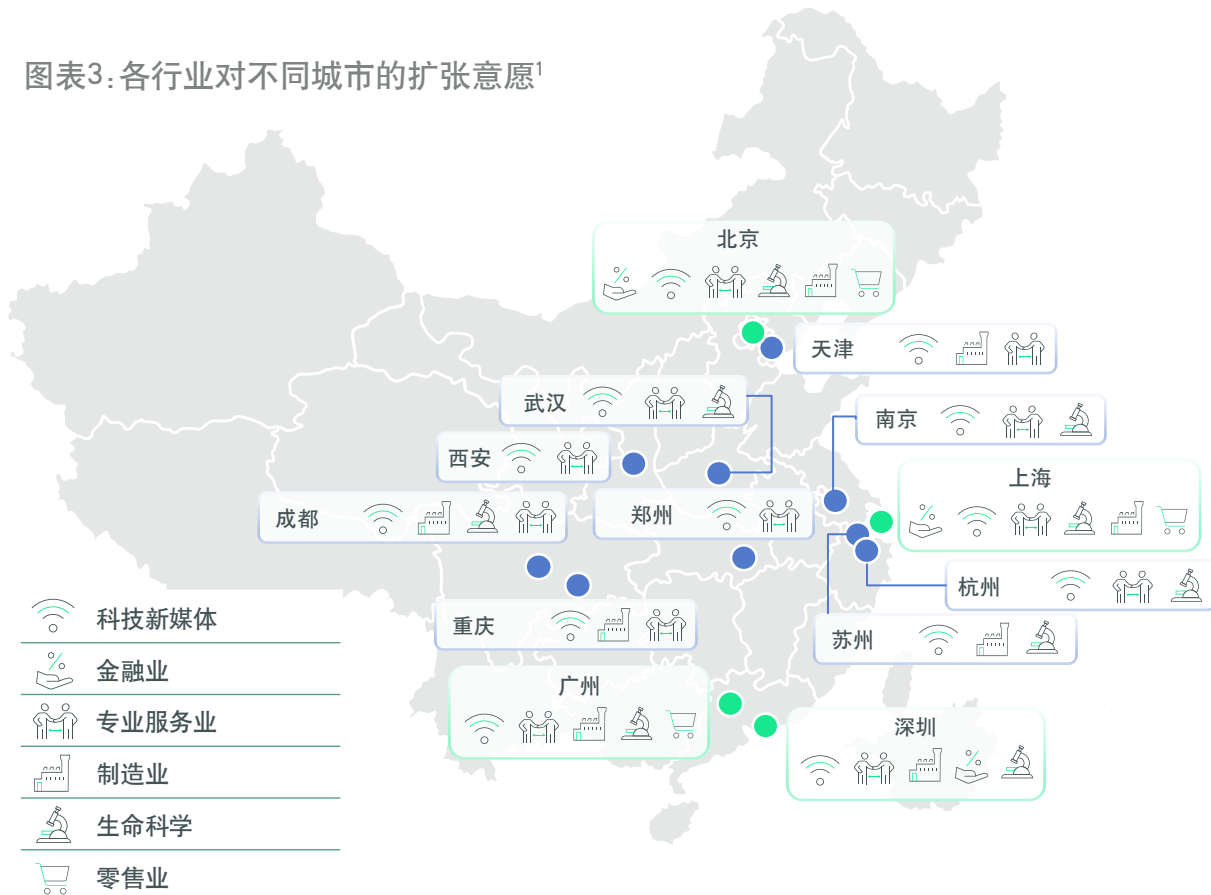 图表3:各行业对不同城市的扩张意愿1
北京
天津
武汉
南京
西安
上海
成都
郑州
杭州
重庆
苏州
广州
深圳
科技新媒体
金融业
专业服务业
制造业
生命科学
零售业